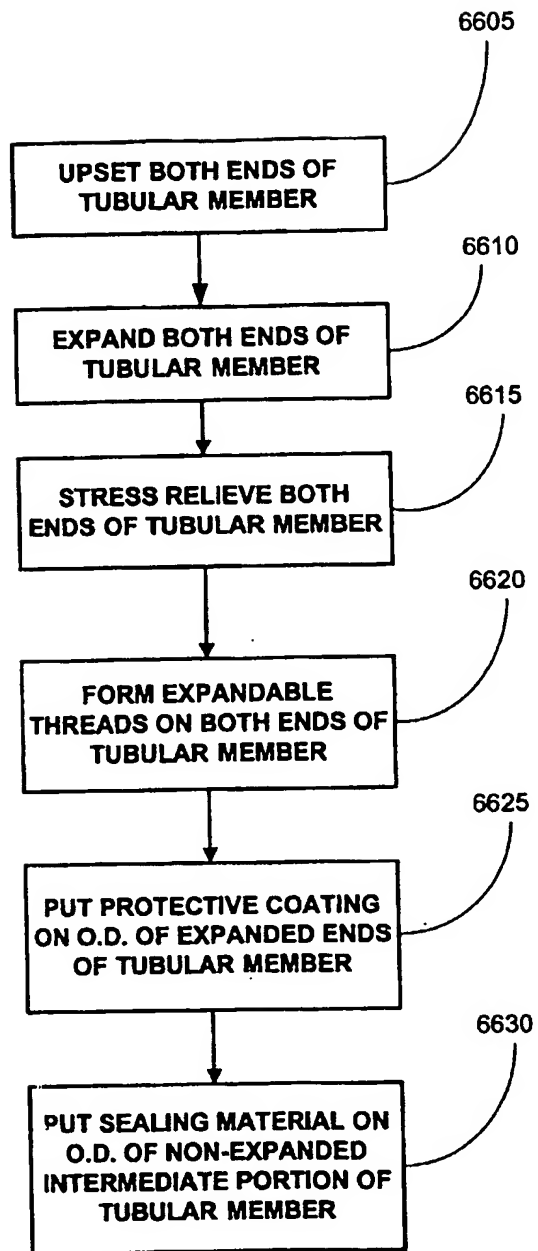 6605
UPSET BOTH ENDS OF
TUBULAR MEMBER
6610
EXPAND BOTH ENDS OF
TUBULAR MEMBER
6615
STRESS RELIEVE BOTH
ENDS OF TUBULAR MEMBER
6620
FORM EXPANDABLE
THREADS ON BOTH ENDS OF
TUBULAR MEMBER
6625
PUT PROTECTIVE COATING
ON O.D. OF EXPANDED ENDS
OF TUBULAR MEMBER
6630
PUT SEALING MATERIAL ON
O.D. OF NON-EXPANDED
INTERMEDIATE PORTION OF
TUBULAR MEMBER